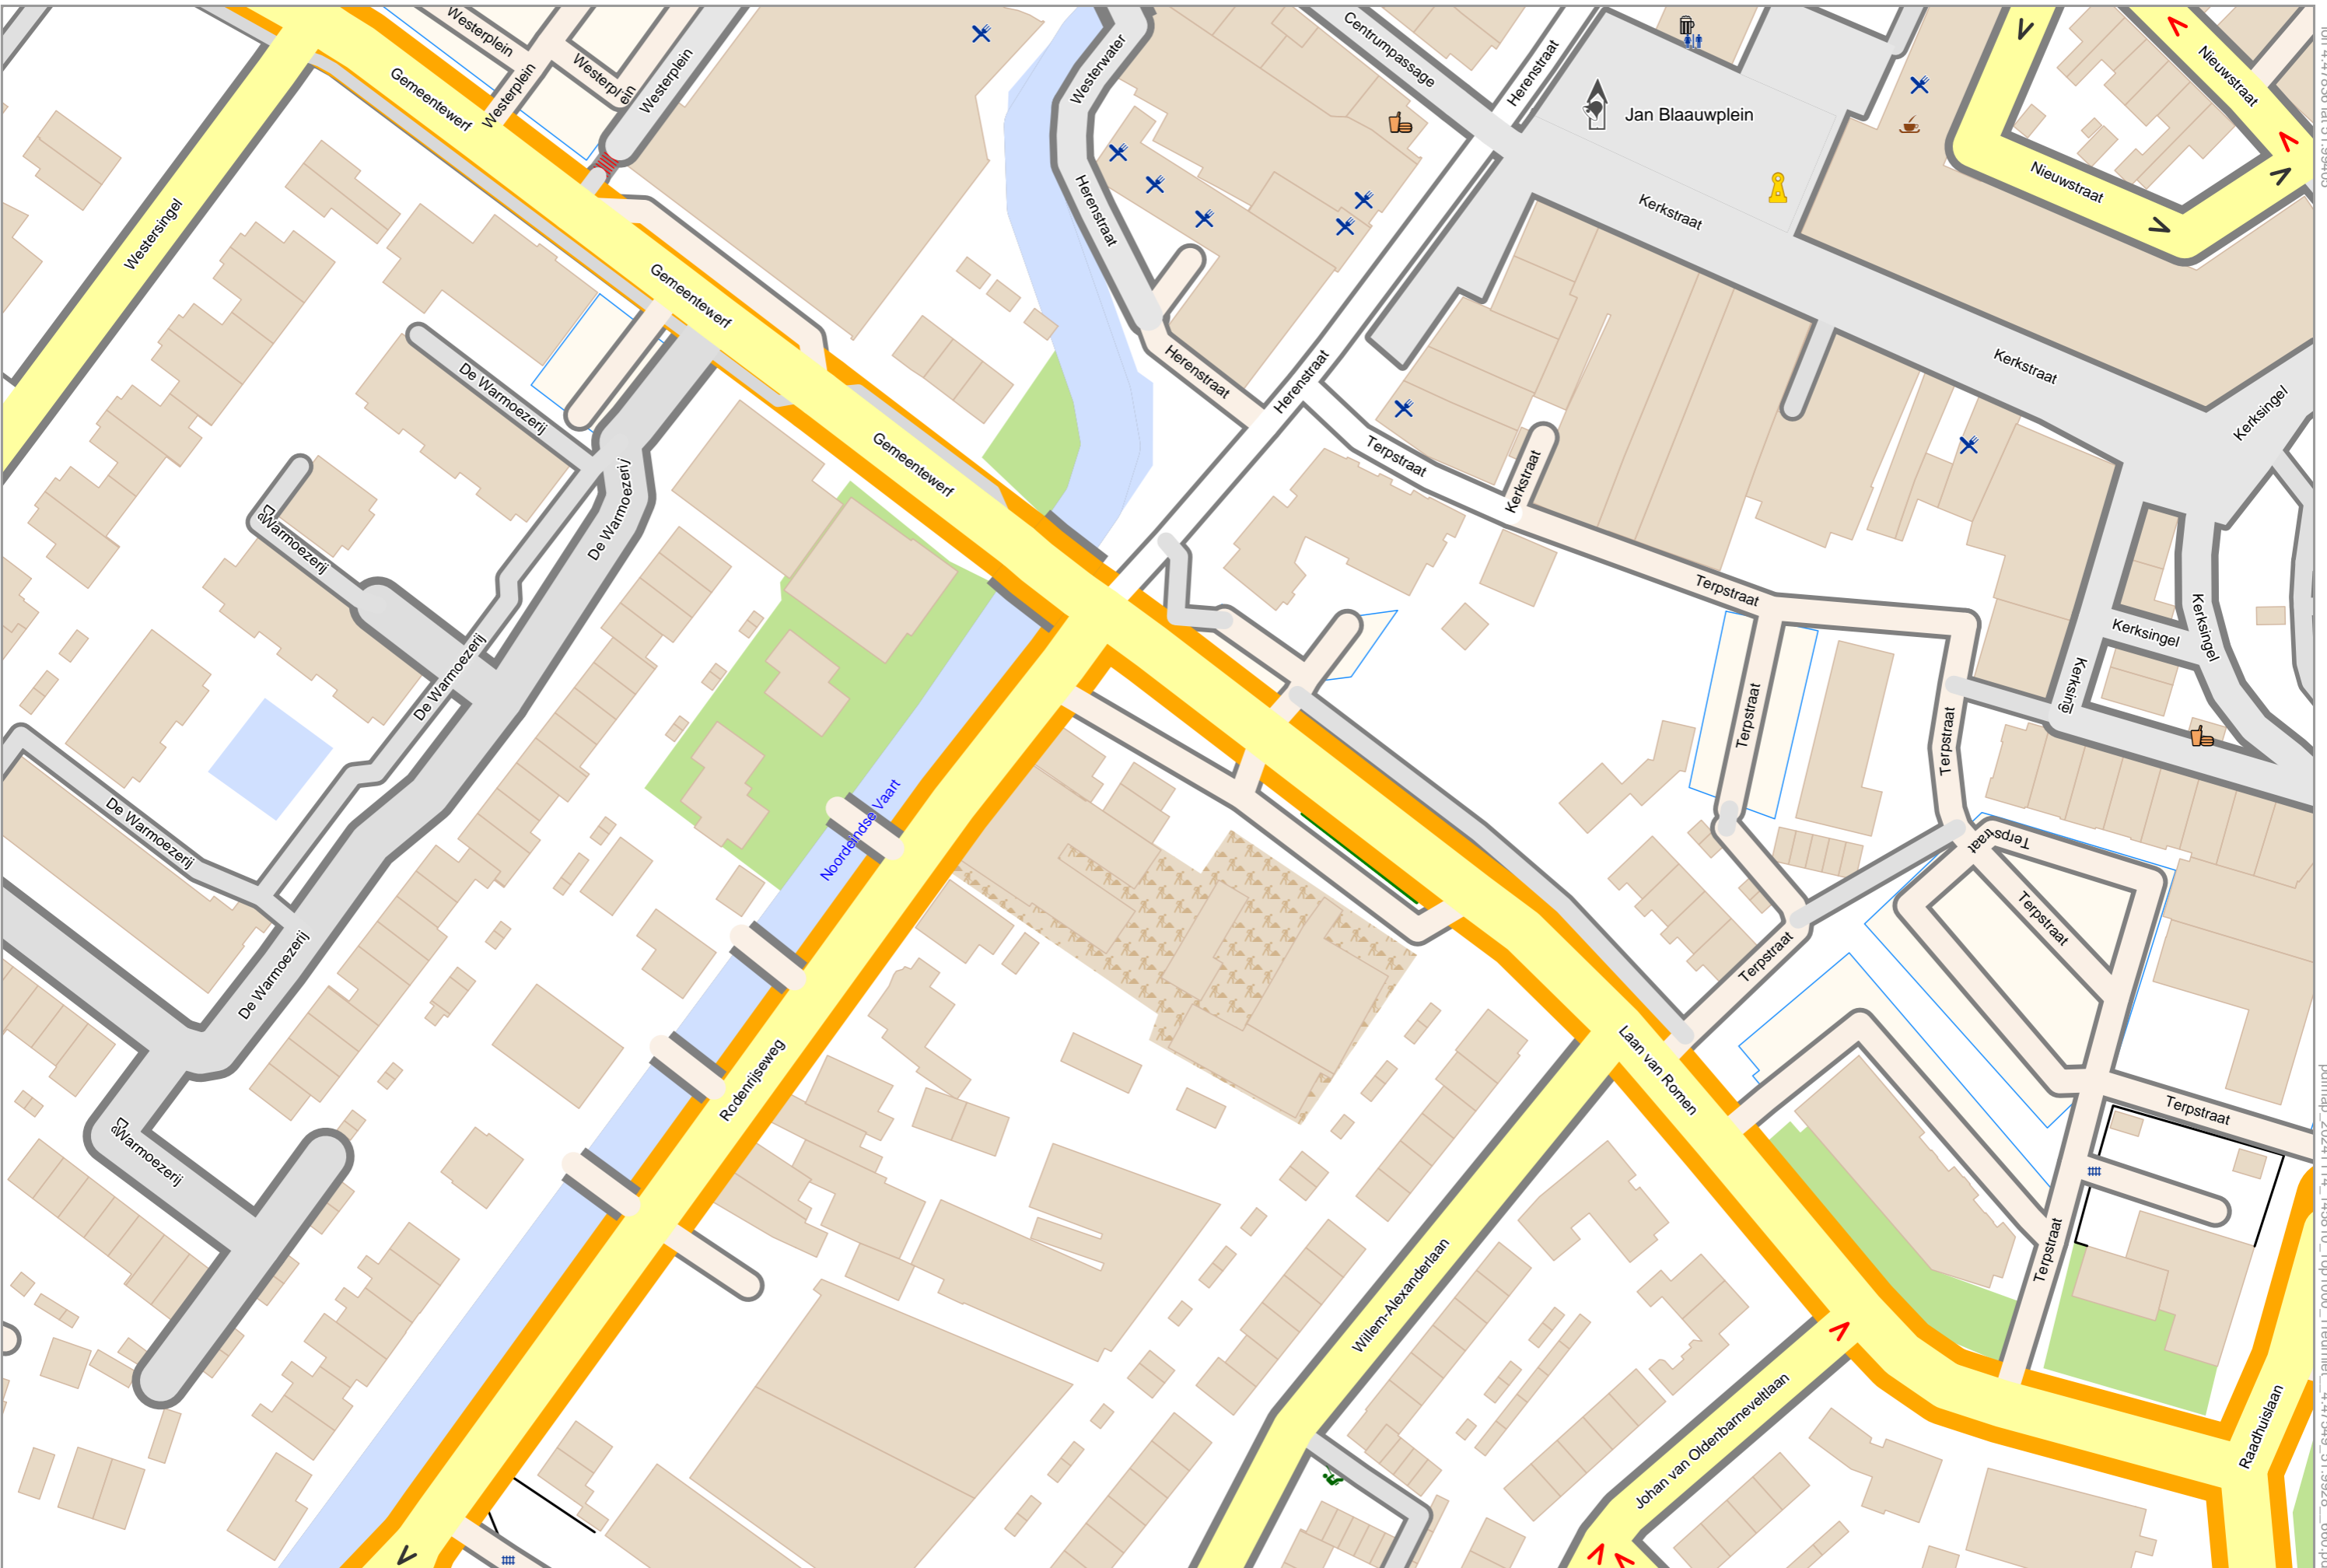 Westerplein
Westerplein
Westerplein
Westerplein
Gemeentewerf
Westersingel
Gemeentewerf
Gemeentewerf
Westerwater
Herenstraat
Herenstraat
Herenstraat
Herenstraat
Centrumpassage
Jan Blaauwplein
Kerkstraat
Kerkstraat
Kerkstraat
Nieuwstraat
Nieuwstraat
Kerksingel
Kerksingel
Kerksingel
Kersing
De Warmoezerij
De Warmoezerij
De Warmoezerij
De Warmoezerij
De Warmoezerij
De Warmoezerij
De Warmoezerij
Terpstraat
Terpstraat
Terpstraat
Terpstraat
Terpstraat
Terpstraat
Terpstraat
Terpstraat
Terpstraat
Noordeindse Vaart
Rodenrijseweg
Laan van Romen
Willem-Alexanderlaan
Johan van Oldenbarneveltlaan
Raadhuislaan